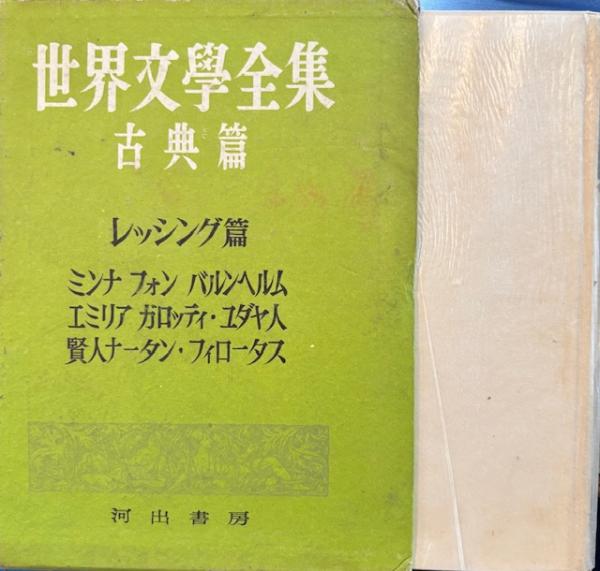 世界文學全集
古典篇
レッシング篇
ミンナ フォン バルンヘルム
エミリア ガロッティ・ユダヤ人
賢人ナータン・フィロータス
河出書房